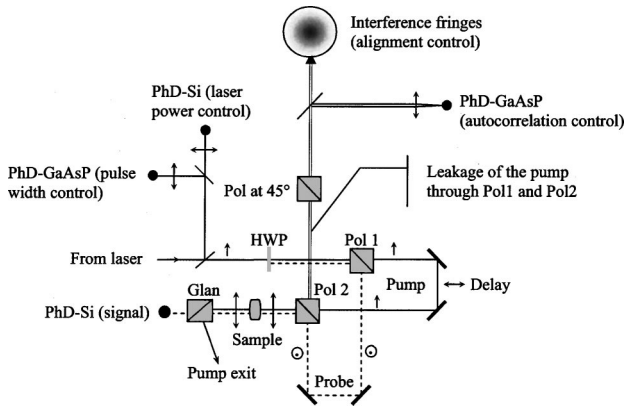 Interference fringes
(alignment control)
PhD-Si (laser
power control)
PhD-GaAsP
(autocorrelation control)
PhD-GaAsP (pulse
width control)
Pol at 45°
Leakage of the pump
through Pol1 and Pol2
HWP
Pol 1
From laser
Glan
Pol 2
Pump
Delay
PhD-Si (signal)
Sample
Pump exit
Probe